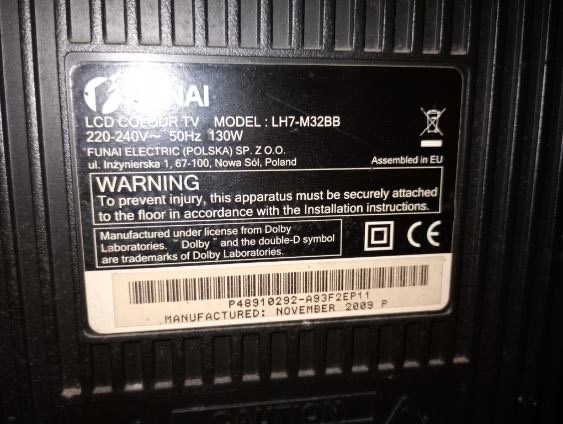 FUNAI
LCD COLOUR TV MODEL : LH7-M32BB
220-240V~ 50Hz 130W
FUNAI ELECTRIC (POLSKA) SP. Z O.O.
ul. Inżynierska 1, 67-100, Nowa Sól, Poland
Assembled in EU
WARNING
To prevent injury, this apparatus must be securely attached
to the floor in accordance with the Installation instructions.
Manufactured under license from Dolby
Laboratories. "Dolby" and the double-D symbol
are trademarks of Dolby Laboratories.
CE
P48910292-A93F2EP11
MANUFACTURED: NOVEMBER 2009 P
CAUTION